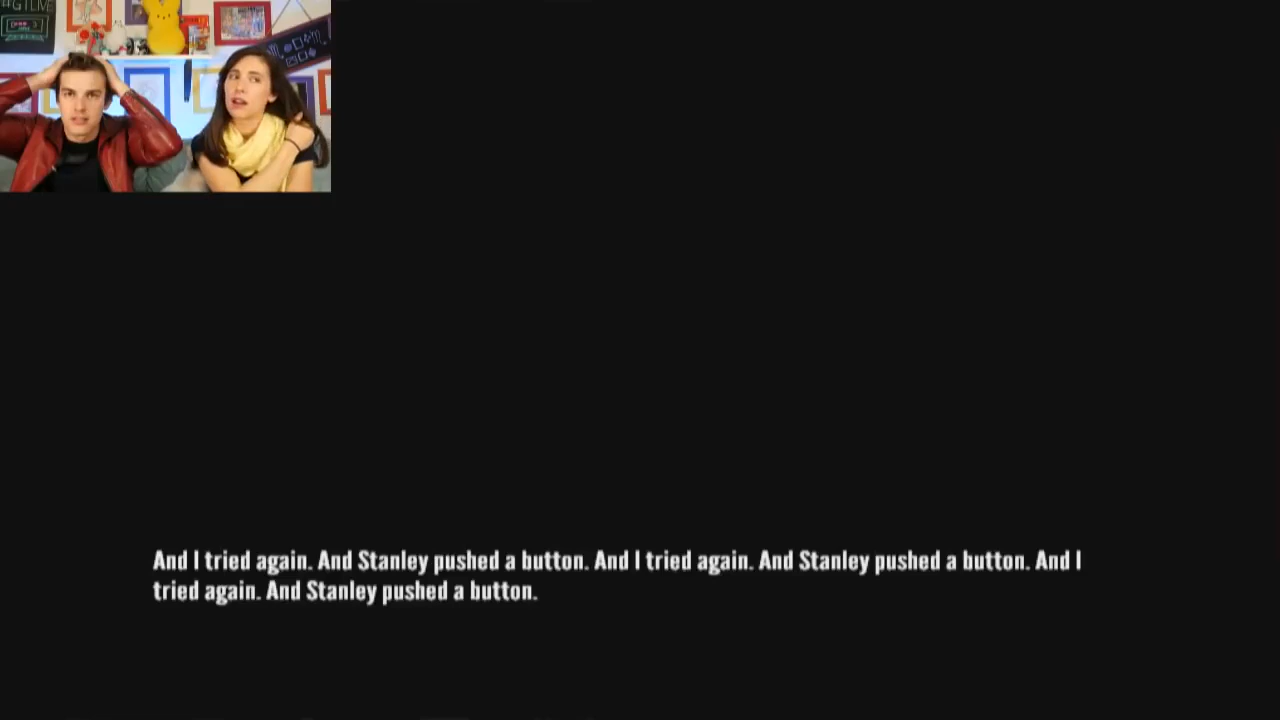 #GTLIVE
And I tried again. And Stanley pushed a button. And I tried again. And Stanley pushed a button. And I
tried again. And Stanley pushed a button.